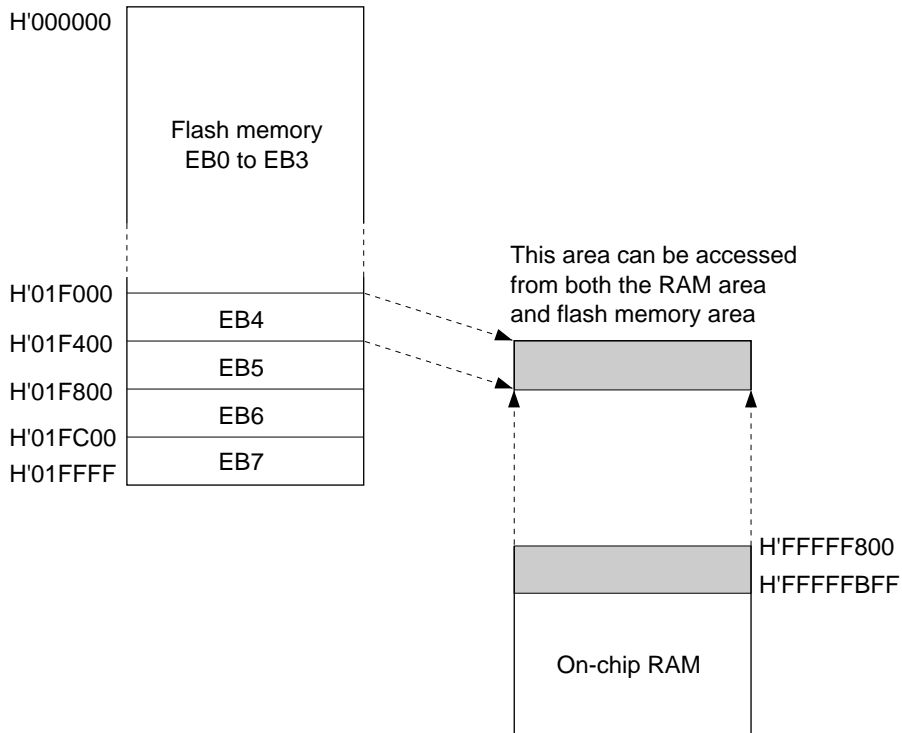 H'000000
Flash memory
EB0 to EB3
This area can be accessed
from both the RAM area
and flash memory area
H'01F000
EB4
H'01F400
EB5
H'01F800
EB6
H'01FC00
EB7
H'01FFFF
H'FFFFF800
H'FFFFFBFF
On-chip RAM